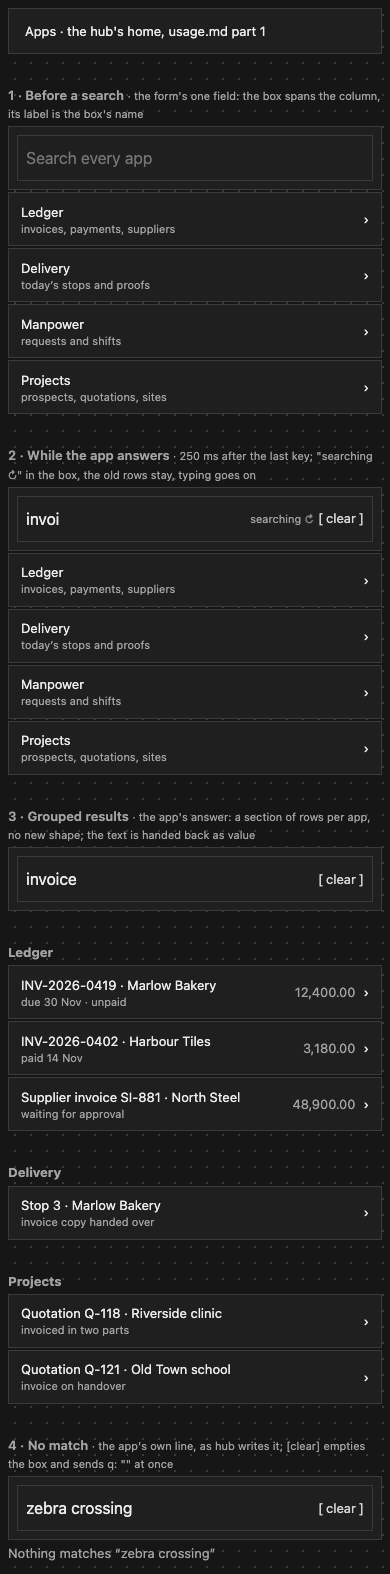 Apps · the hub's home, usage.md part 1
1 · Before a search · the form's one field: the box spans the column,
its label is the box's name
Search every app
Ledger
invoices, payments, suppliers
›
Delivery
today's stops and proofs
›
Manpower
requests and shifts
›
Projects
prospects, quotations, sites
›
2 · While the app answers · 250 ms after the last key; "searching
↻" in the box, the old rows stay, typing goes on
invoi searching ↻ [ clear ]
Ledger
invoices, payments, suppliers
›
Delivery
today's stops and proofs
›
Manpower
requests and shifts
›
Projects
prospects, quotations, sites
›
3 · Grouped results · the app's answer: a section of rows per app,
no new shape; the text is handed back as value
invoice [ clear ]
Ledger
INV-2026-0419 · Marlow Bakery
due 30 Nov · unpaid
12,400.00 ›
INV-2026-0402 · Harbour Tiles
paid 14 Nov
3,180.00 ›
Supplier invoice SI-881 · North Steel
waiting for approval
48,900.00 ›
Delivery
Stop 3 · Marlow Bakery
invoice copy handed over
›
Projects
Quotation Q-118 · Riverside clinic
invoiced in two parts
›
Quotation Q-121 · Old Town school
invoice on handover
›
4 · No match · the app's own line, as hub writes it; [clear] empties
the box and sends q: "" at once
zebra crossing [ clear ]
Nothing matches “zebra crossing”